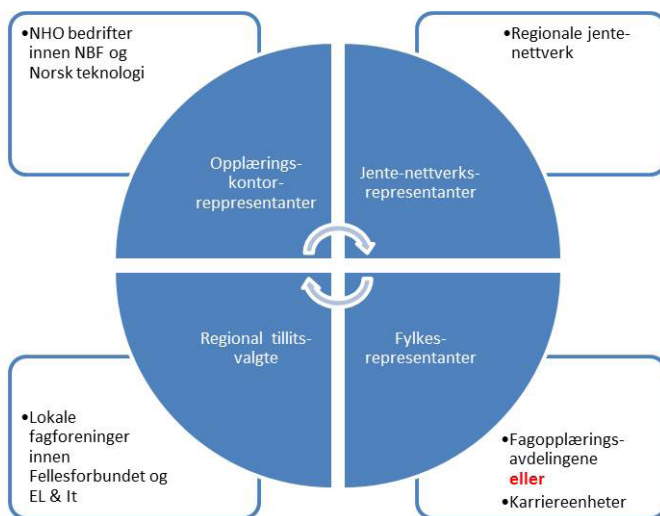 •NHO bedrifter
innen NBF og
Norsk teknologi
•Regionale jente-
nettverk
Opplærings-
kontor-
reppresentanter
Jente-nettverks-
representanter
Regional tillits-
valgte
Fylkes-
representanter
•Lokale
fagforeninger
innen
Fellesforbundet og
EL & It
•Fagopplærings-
avdelingene
eller
•Karriereenheter